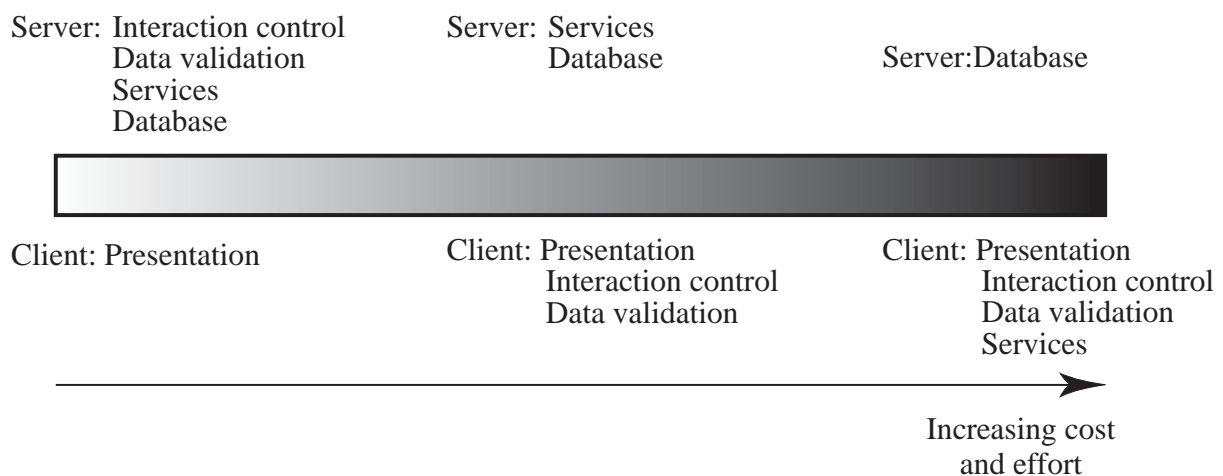 Server: Interaction control
Data validation
Services
Database
Server: Services
Database
Server:Database
Client: Presentation
Client: Presentation
Interaction control
Data validation
Client: Presentation
Interaction control
Data validation
Services
Increasing cost
and effort